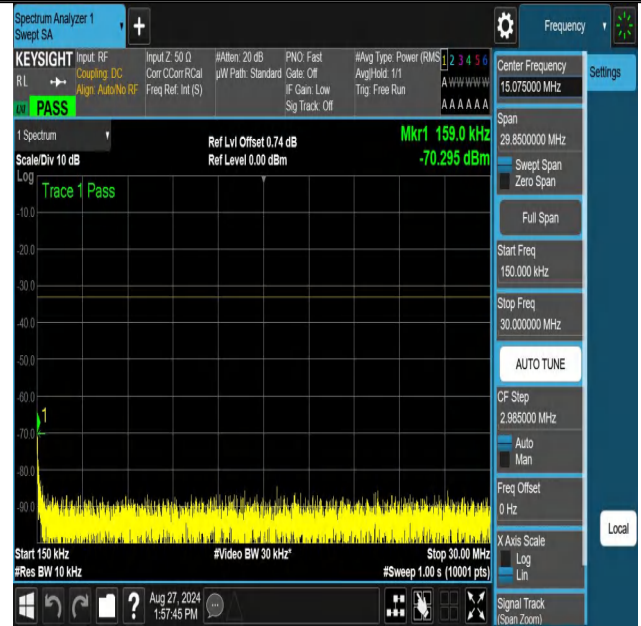 Spectrum Analyzer 1
Swept SA
Frequency
KEYSIGHT
RL
LXI
PASS
Input: RF
Coupling: DC
Align: Auto/No RF
Input Z: 50 Ω
Corr CCorr RCal
Freq Ref: Int (S)
#Atten: 20 dB
µW Path: Standard
PNO: Fast
Gate: Off
IF Gain: Low
Sig Track: Off
#Avg Type: Power (RMS
Avg|Hold: 1/1
Trig: Free Run
1 2 3 4 5 6
A W W W W W
A A A A A A
1 Spectrum
Scale/Div 10 dB
Ref Lvl Offset 0.74 dB
Ref Level 0.00 dBm
Mkr1 159.0 kHz
-70.295 dBm
Log
Trace 1 Pass
-10.0
-20.0
-30.0
-40.0
-50.0
-60.0
1
-70.0
-80.0
-90.0
Start 150 kHz
#Res BW 10 kHz
#Video BW 30 kHz*
Stop 30.00 MHz
#Sweep 1.00 s (10001 pts)
Aug 27, 2024
1:57:45 PM
Center Frequency
15.075000 MHz
Span
29.8500000 MHz
Swept Span
Zero Span
Full Span
Start Freq
150.000 kHz
Stop Freq
30.000000 MHz
AUTO TUNE
CF Step
2.985000 MHz
Auto
Man
Freq Offset
0 Hz
X Axis Scale
Log
Lin
Signal Track
(Span Zoom)
Settings
Local